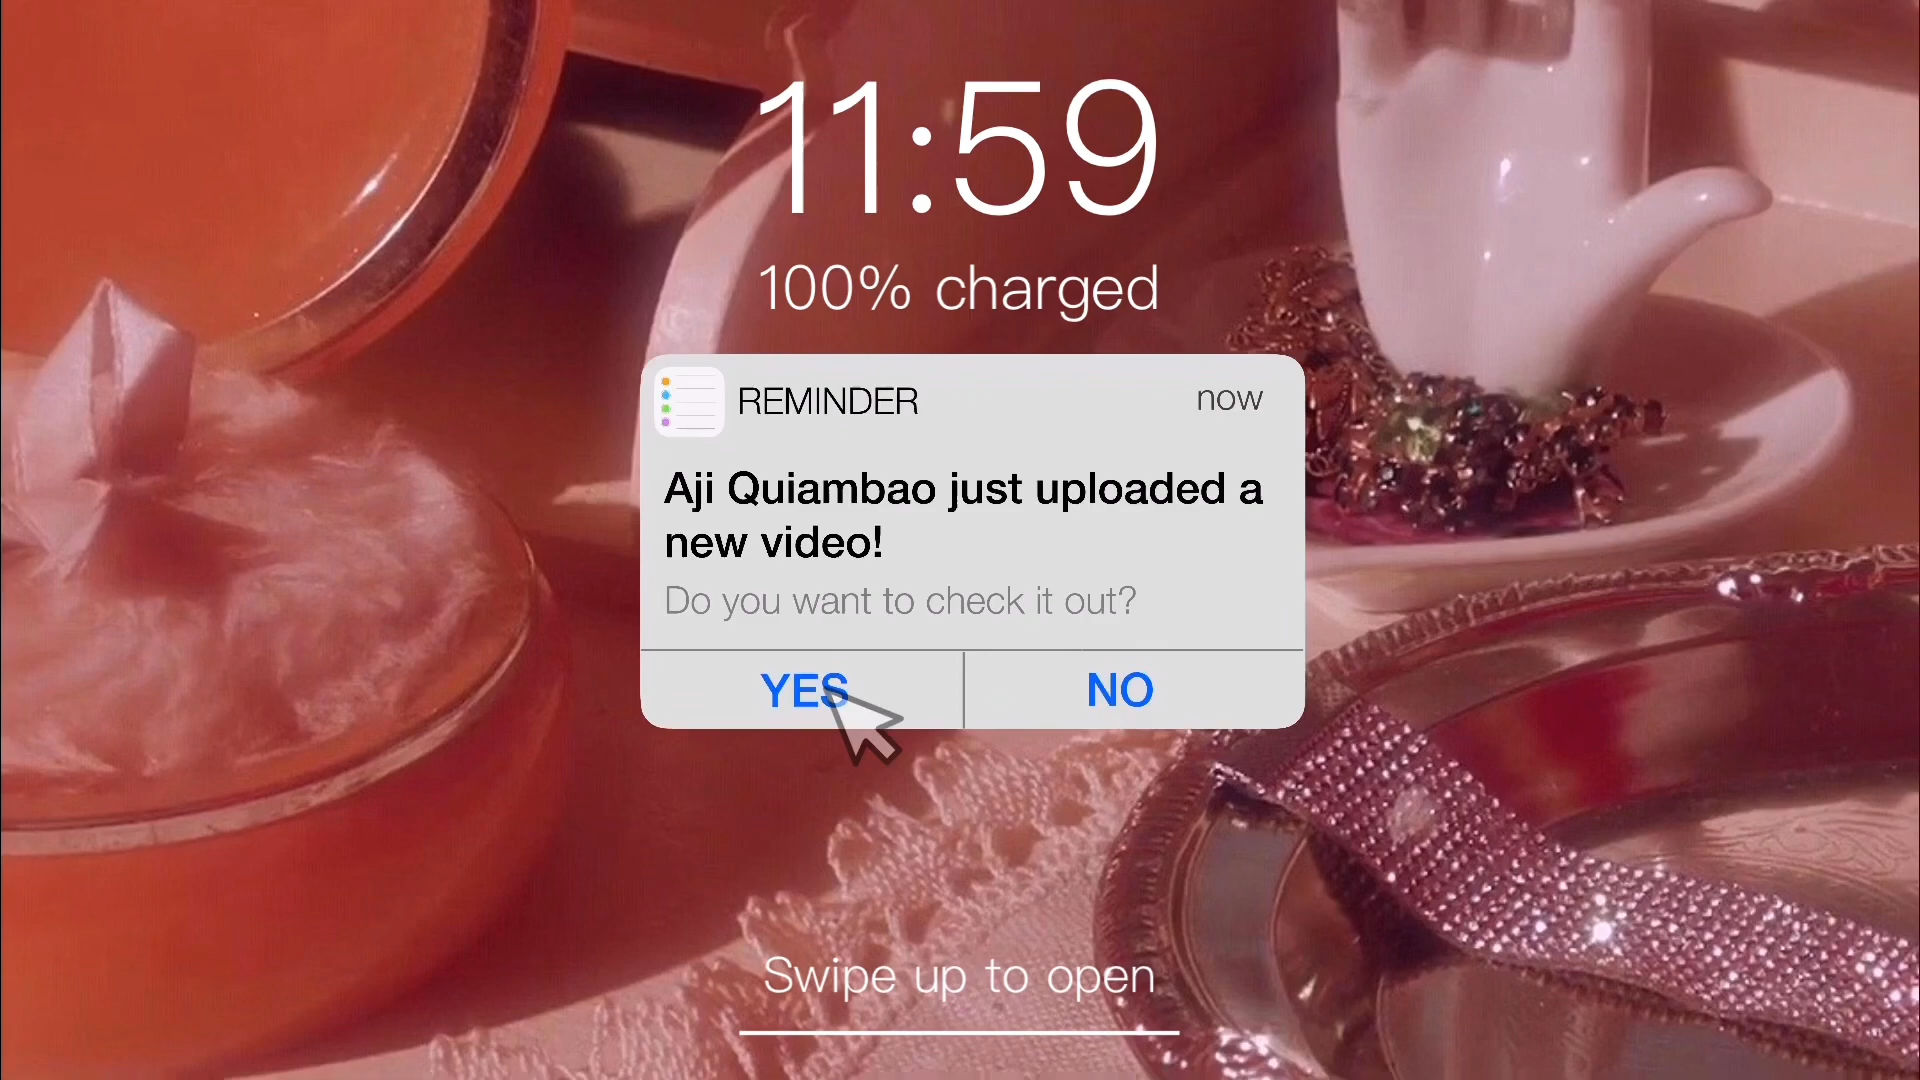 11:59
100% charged
REMINDER now
Aji Quiambao just uploaded a
new video!
Do you want to check it out?
YES NO
Swipe up to open